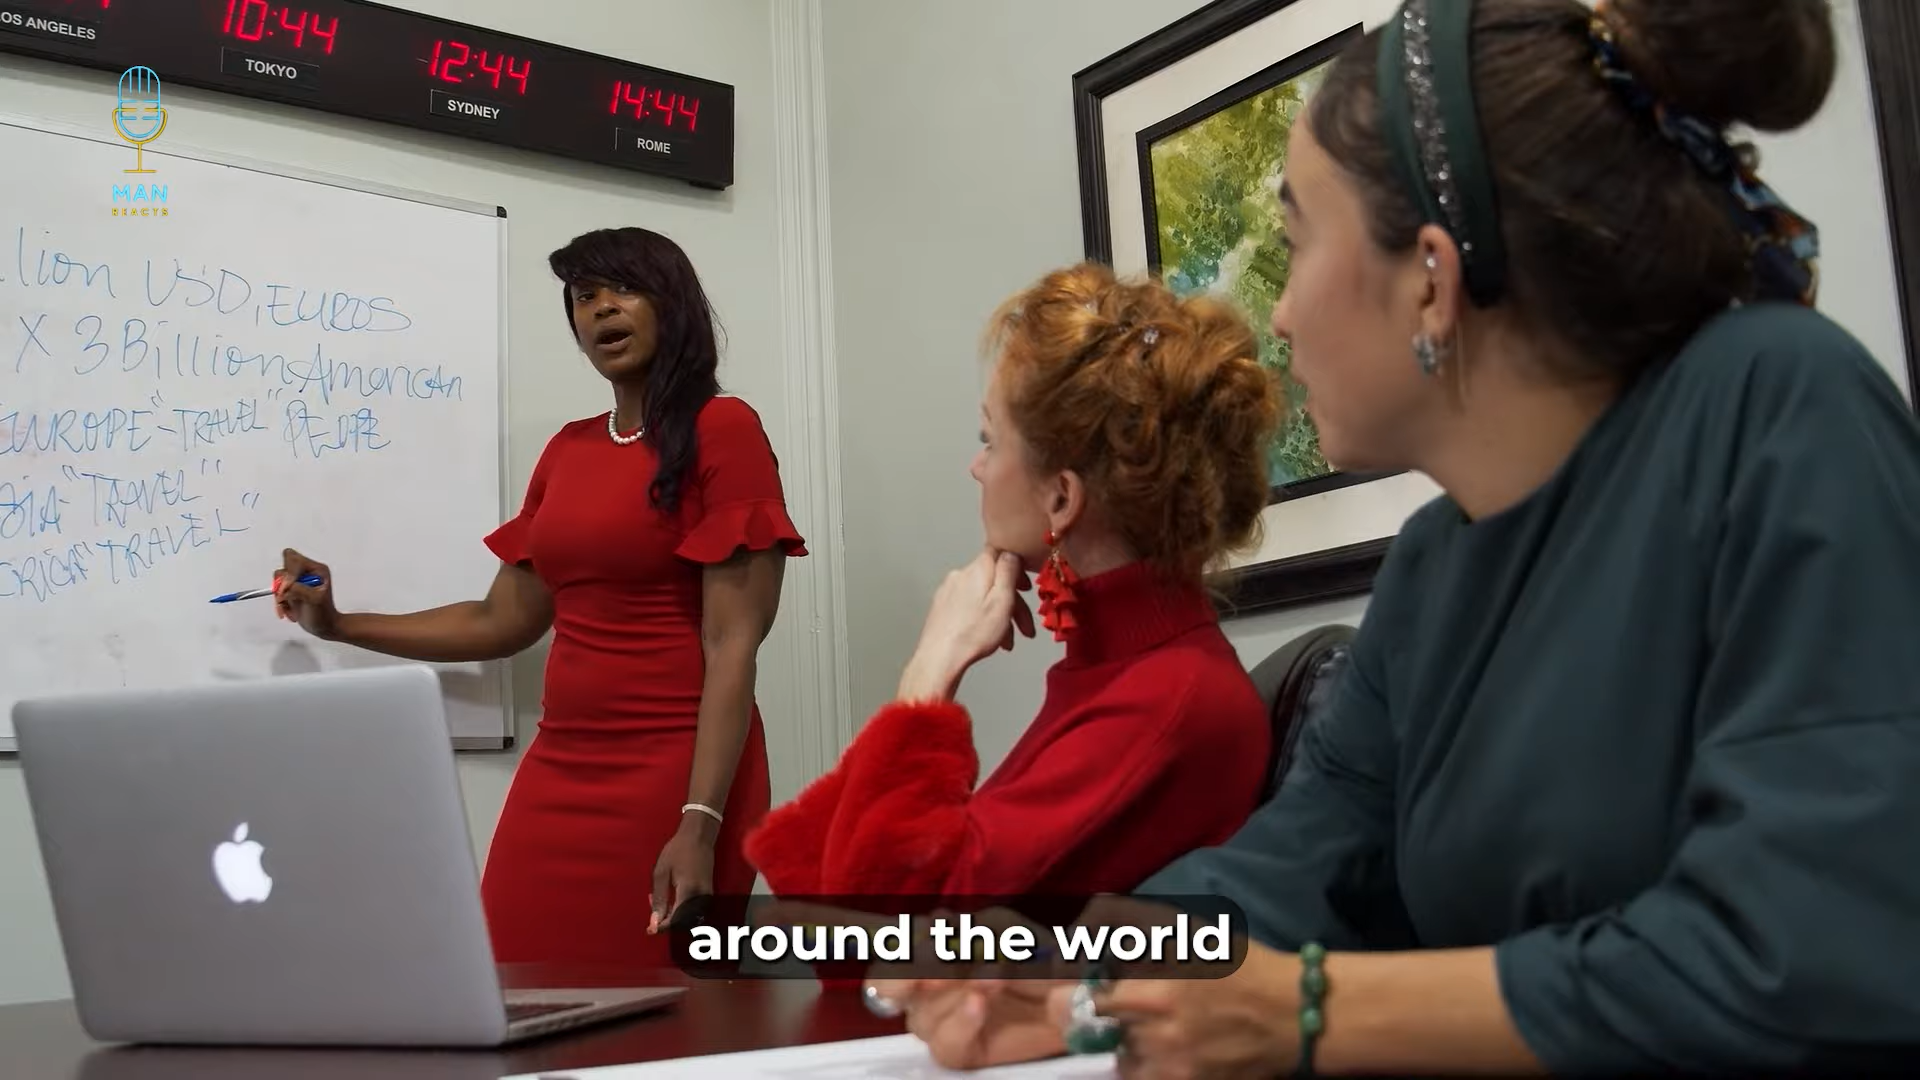 OS ANGELES
10:44
TOKYO
12:44
SYDNEY
14:44
ROME
MAN
REACTS
lion USD, EUROS
X 3 Billion American
EUROPE "TRAVEL" PEOPLE
"TRAVEL"
"TRAVEL"
around the world